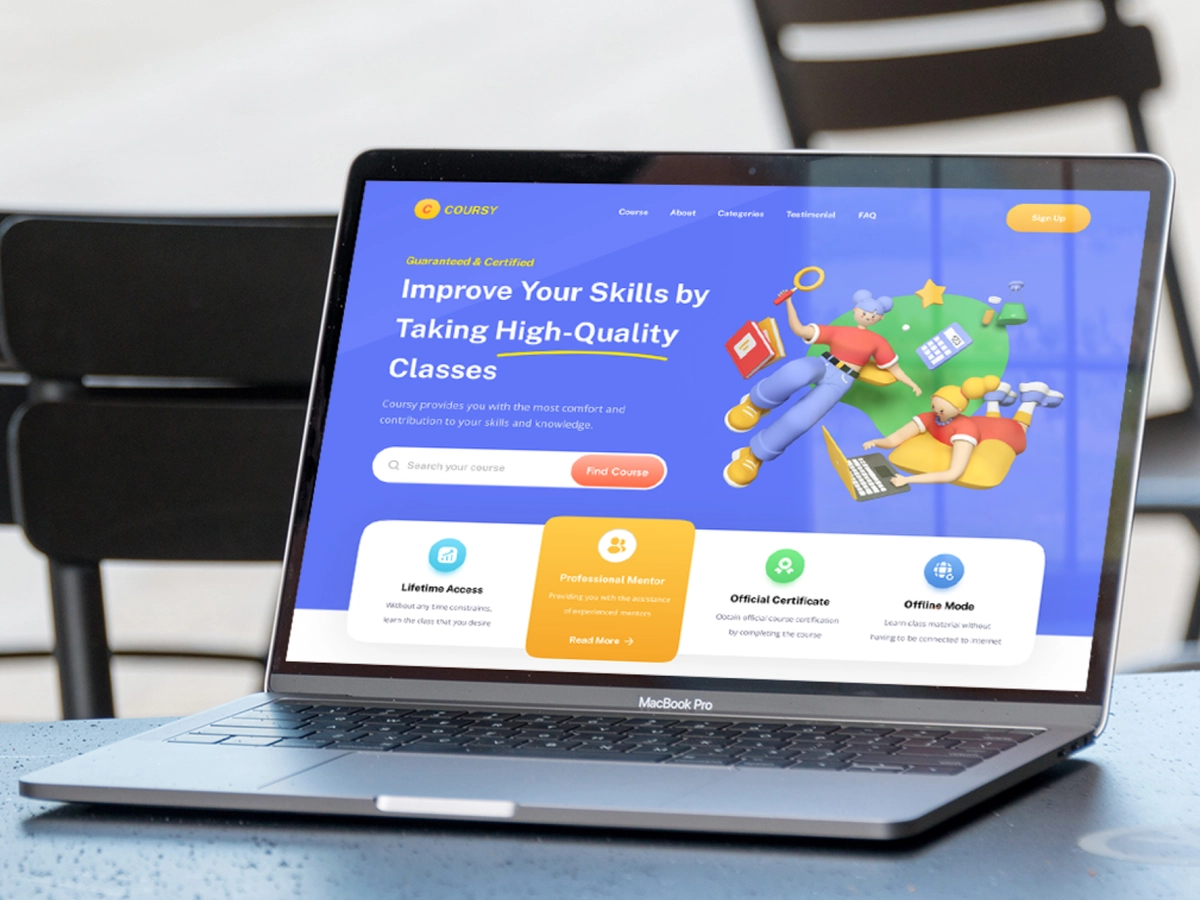 C COURSY
Course
About
Categories
Testimonial
FAQ
Sign Up
Guaranteed & Certified
Improve Your Skills by
Taking High-Quality
Classes
Coursy provides you with the most comfort and
contribution to your skills and knowledge.
Search your course
Find Course
Lifetime Access
Without any time constraints,
learn the class that you desire
Professional Mentor
Providing you with the assistance
of experienced mentors
Read More →
Official Certificate
Obtain official course certification
by completing the course
Offline Mode
Learn class material without
having to be connected to internet
MacBook Pro